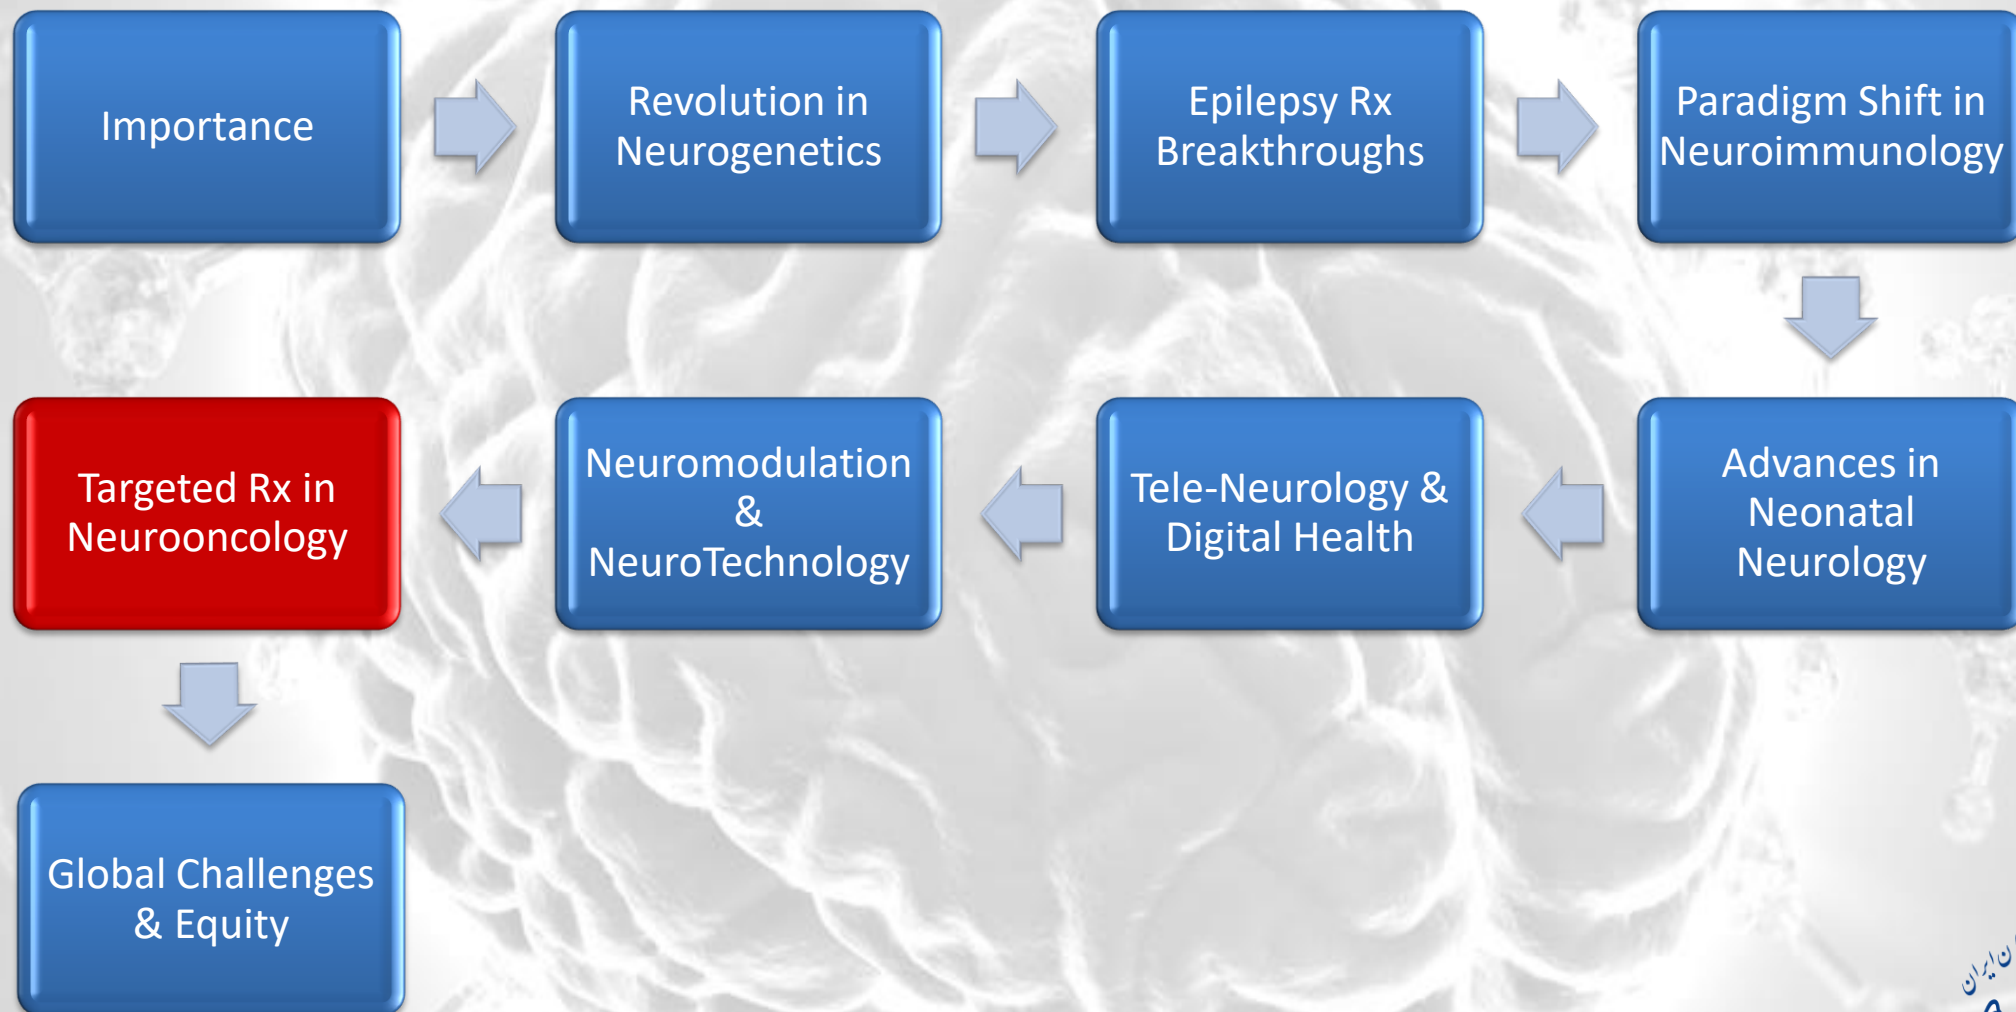 Importance
Revolution in
Neurogenetics
Epilepsy Rx
Breakthroughs
Paradigm Shift in
Neuroimmunology
Advances in
Neonatal
Neurology
Tele-Neurology &
Digital Health
Neuromodulation
&
NeuroTechnology
Targeted Rx in
Neurooncology
Global Challenges
& Equity
ایران